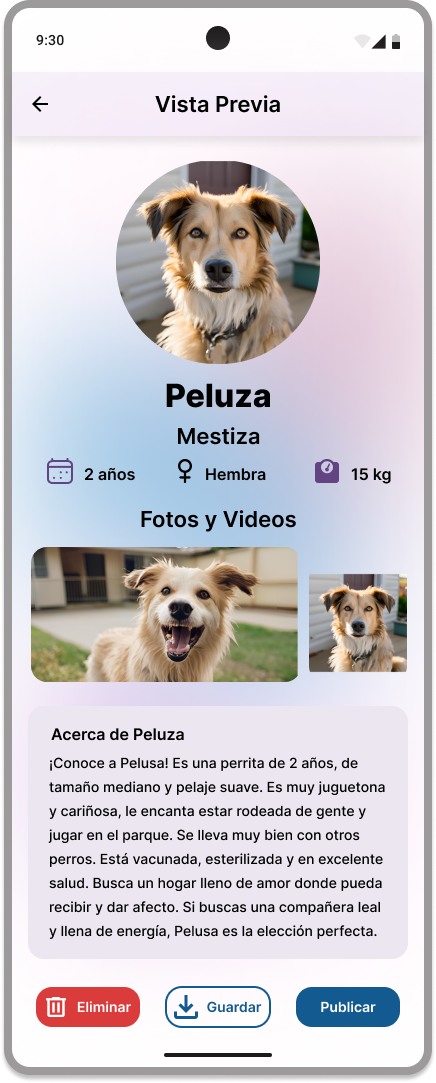 9:30
Vista Previa
Peluza
Mestiza
2 años
Hembra
15 kg
Fotos y Videos
Acerca de Peluza
¡Conoce a Pelusa! Es una perrita de 2 años, de
tamaño mediano y pelaje suave. Es muy juguetona
y cariñosa, le encanta estar rodeada de gente y
jugar en el parque. Se lleva muy bien con otros
perros. Está vacunada, esterilizada y en excelente
salud. Busca un hogar lleno de amor donde pueda
recibir y dar afecto. Si buscas una compañera leal
y llena de energía, Pelusa es la elección perfecta.
Eliminar
Guardar
Publicar